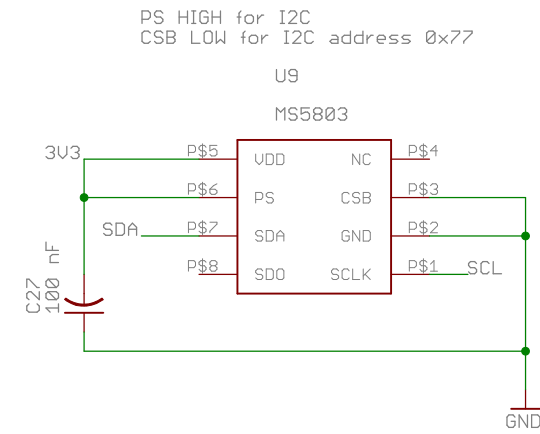 PS HIGH for I2C
CSB LOW for I2C address 0x77
U9
MS5803
3V3
P$5
VDD
NC
P$4
P$6
PS
CSB
P$3
SDA
P$7
SDA
GND
P$2
P$8
SDO
SCLK
P$1
SCL
C27
100 nF
GND